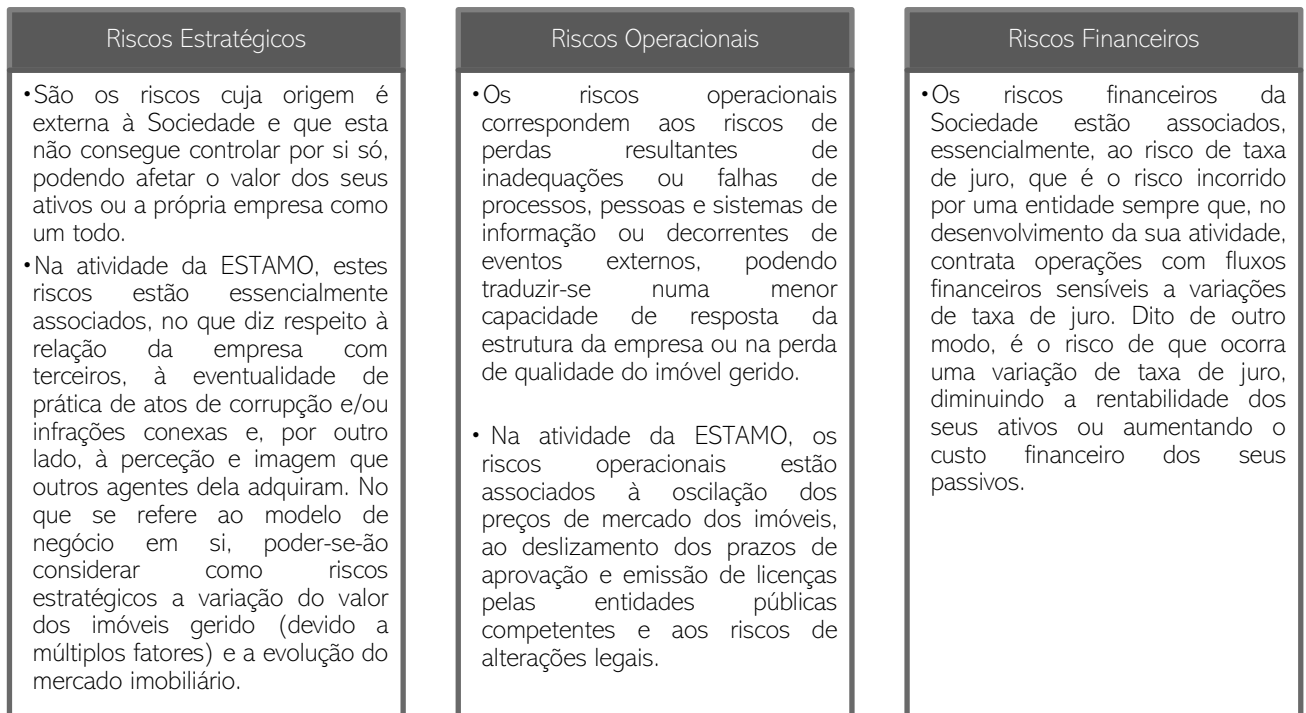 Riscos Estratégicos
•São os riscos cuja origem é
externa à Sociedade e que esta
não consegue controlar por si só,
podendo afetar o valor dos seus
ativos ou a própria empresa como
um todo.
•Na atividade da ESTAMO, estes
riscos estão essencialmente
associados, no que diz respeito à
relação da empresa com
terceiros, à eventualidade de
prática de atos de corrupção e/ou
infrações conexas e, por outro
lado, à perceção e imagem que
outros agentes dela adquiram. No
que se refere ao modelo de
negócio em si, poder-se-ão
considerar como riscos
estratégicos a variação do valor
dos imóveis gerido (devido a
múltiplos fatores) e a evolução do
mercado imobiliário.
Riscos Operacionais
•Os riscos operacionais
correspondem aos riscos de
perdas resultantes de
inadequações ou falhas de
processos, pessoas e sistemas de
informação ou decorrentes de
eventos externos, podendo
traduzir-se numa menor
capacidade de resposta da
estrutura da empresa ou na perda
de qualidade do imóvel gerido.
• Na atividade da ESTAMO, os
riscos operacionais estão
associados à oscilação dos
preços de mercado dos imóveis,
ao deslizamento dos prazos de
aprovação e emissão de licenças
pelas entidades públicas
competentes e aos riscos de
alterações legais.
Riscos Financeiros
•Os riscos financeiros da
Sociedade estão associados,
essencialmente, ao risco de taxa
de juro, que é o risco incorrido
por uma entidade sempre que, no
desenvolvimento da sua atividade,
contrata operações com fluxos
financeiros sensíveis a variações
de taxa de juro. Dito de outro
modo, é o risco de que ocorra
uma variação de taxa de juro,
diminuindo a rentabilidade dos
seus ativos ou aumentando o
custo financeiro dos seus
passivos.